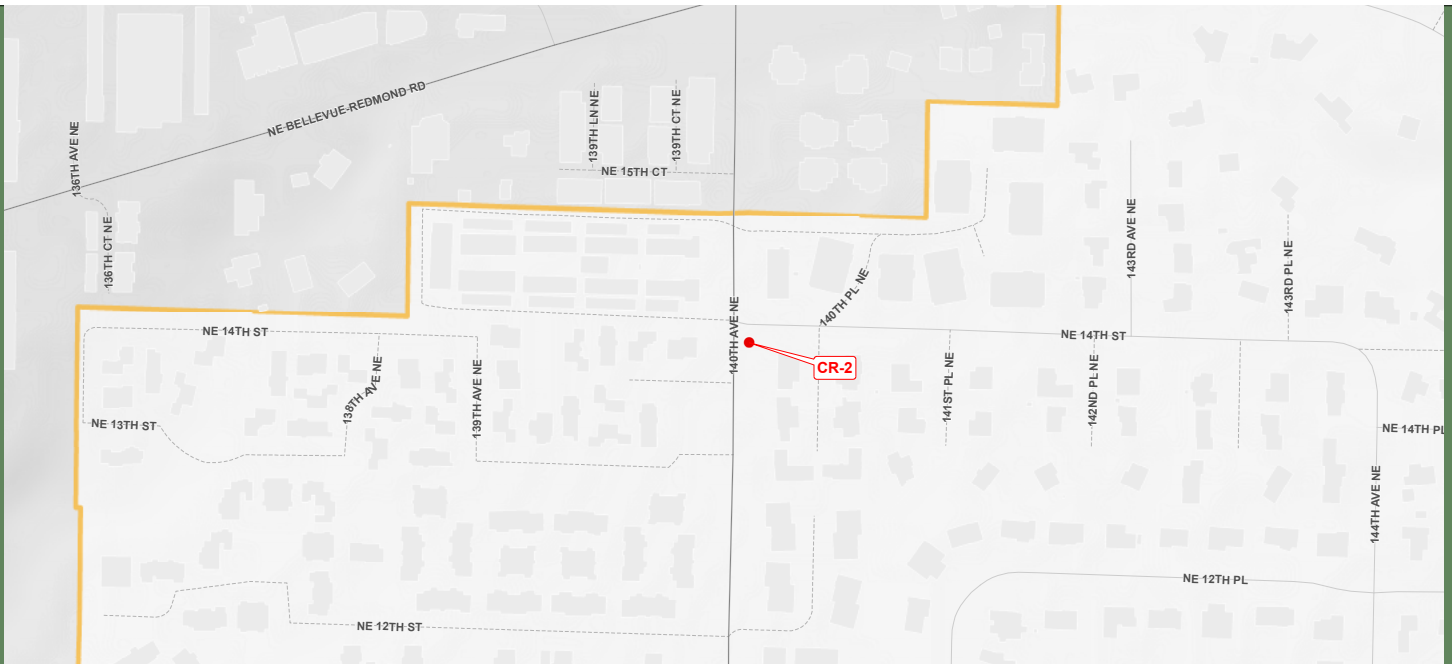 NE BELLEVUE-REDMOND RD
136TH AVE NE
139TH LN NE
139TH CT NE
NE 15TH CT
136TH CT NE
143RD AVE NE
143RD PL NE
140TH PL NE
NE 14TH ST
140TH AVE NE
NE 14TH ST
CR-2
138TH AVE NE
139TH AVE NE
141ST PL NE
142ND PL NE
NE 13TH ST
NE 14TH PL
144TH AVE NE
NE 12TH PL
NE 12TH ST